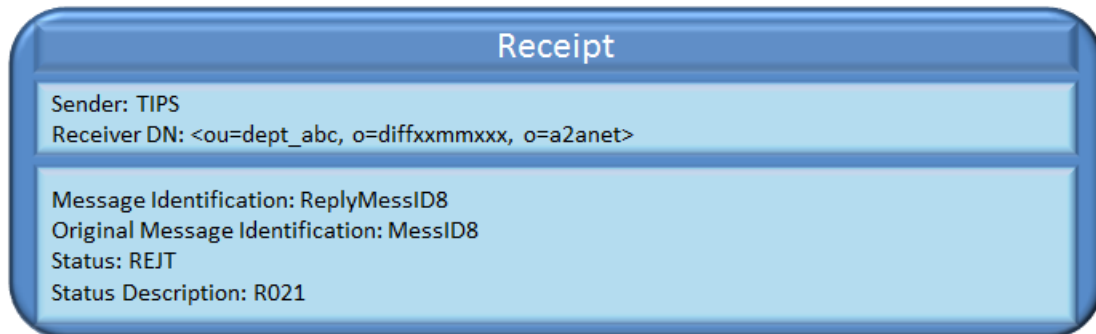 Receipt
Sender: TIPS
Receiver DN: <ou=dept_abc, o=diffxxmmxxx, o=a2anet>
Message Identification: ReplyMessID8
Original Message Identification: MessID8
Status: REJT
Status Description: R021